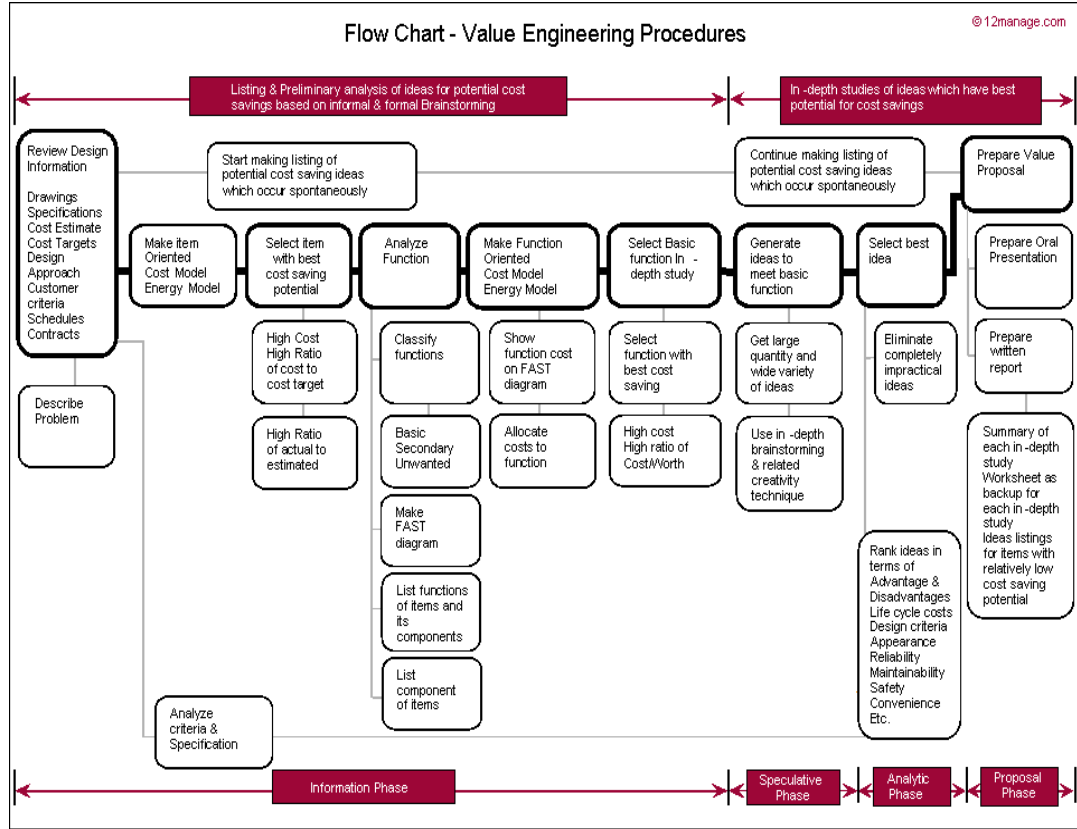 © 12manage.com
Flow Chart - Value Engineering Procedures
Listing & Preliminary analysis of ideas for potential cost
savings based on informal & formal Brainstorming
In -depth studies of ideas which have best
potential for cost savings
Review Design
Information
Drawings
Specifications
Cost Estimate
Cost Targets
Design
Approach
Customer
criteria
Schedules
Contracts
Start making listing of
potential cost saving ideas
which occur spontaneously
Continue making listing of
potential cost saving ideas
which occur spontaneously
Prepare Value
Proposal
Make item
Oriented
Cost Model
Energy Model
Select item
with best
cost saving
potential
Analyze
Function
Make Function
Oriented
Cost Model
Energy Model
Select Basic
function In -
depth study
Generate
ideas to
meet basic
function
Select best
idea
Prepare Oral
Presentation
Describe
Problem
High Cost
High Ratio
of cost to
cost target
High Ratio
of actual to
estimated
Classify
functions
Basic
Secondary
Unwanted
Make
FAST
diagram
List functions
of items and
its
components
List
component
of items
Show
function cost
on FAST
diagram
Allocate
costs to
function
Select
function with
best cost
saving
High cost
High ratio of
Cost/Worth
Get large
quantity and
wide variety
of ideas
Use in -depth
brainstorming
& related
creativity
technique
Eliminate
completely
impractical
ideas
Rank ideas in
terms of
Advantage &
Disadvantages
Life cycle costs
Design criteria
Appearance
Reliability
Maintainability
Safety
Convenience
Etc.
Prepare
written
report
Summary of
each in -depth
study
Worksheet as
backup for
each in -depth
study
Ideas listings
for items with
relatively low
cost saving
potential
Analyze
criteria &
Specification
Information Phase
Speculative
Phase
Analytic
Phase
Proposal
Phase